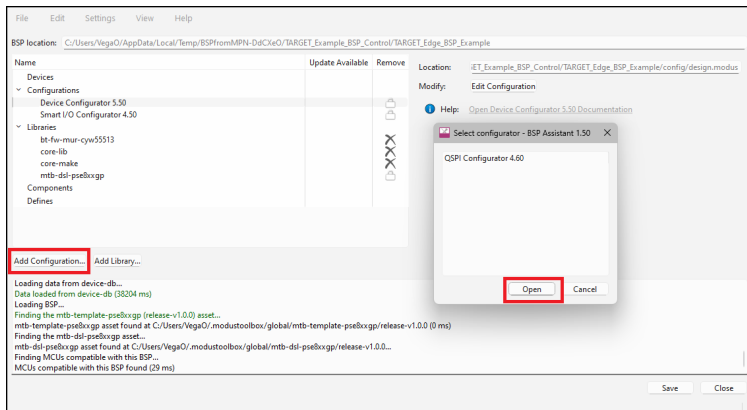 File Edit Settings View Help
BSP location: C:/Users/VegaO/AppData/Local/Temp/BSPfromMPN-DdCXeO/TARGET_Example_BSP_Control/TARGET_Edge_BSP_Example
Name Update Available Remove
Devices
Configurations
Device Configurator 5.50
Smart I/O Configurator 4.50
Libraries
bt-fw-mur-cyw55513
core-lib
core-make
mtb-dsl-pse8xxgp
Components
Defines
Location: GET_Example_BSP_Control/TARGET_Edge_BSP_Example/config/design.modus
Modify: Edit Configuration
Help: Open Device Configurator 5.50 Documentation
Select configurator - BSP Assistant 1.50
QSPI Configurator 4.60
Open Cancel
Add Configuration... Add Library...
Loading data from device-db...
Data loaded from device-db (38204 ms)
Loading BSP...
Finding the mtb-template-pse8xxgp (release-v1.0.0) asset...
mtb-template-pse8xxgp asset found at C:/Users/VegaO/.modustoolbox/global/mtb-template-pse8xxgp/release-v1.0.0 (0 ms)
Finding the mtb-dsl-pse8xxgp asset...
mtb-dsl-pse8xxgp asset found at C:/Users/VegaO/.modustoolbox/global/mtb-dsl-pse8xxgp/release-v1.0.0...
Finding MCUs compatible with this BSP...
MCUs compatible with this BSP found (29 ms)
Save Close